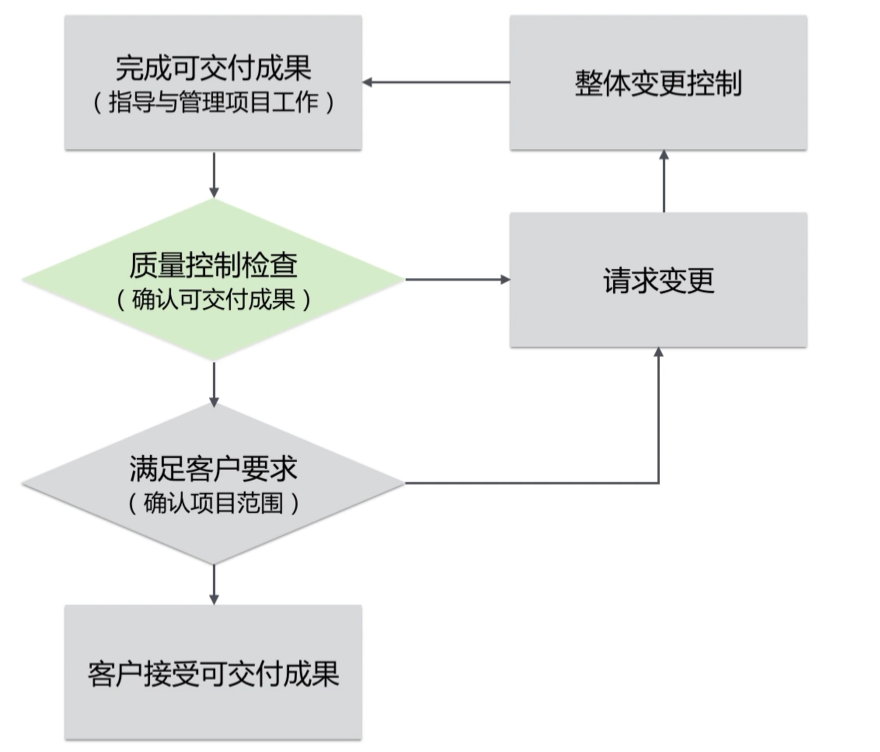 完成可交付成果
（指导与管理项目工作）
整体变更控制
质量控制检查
（确认可交付成果）
请求变更
满足客户要求
（确认项目范围）
客户接受可交付成果